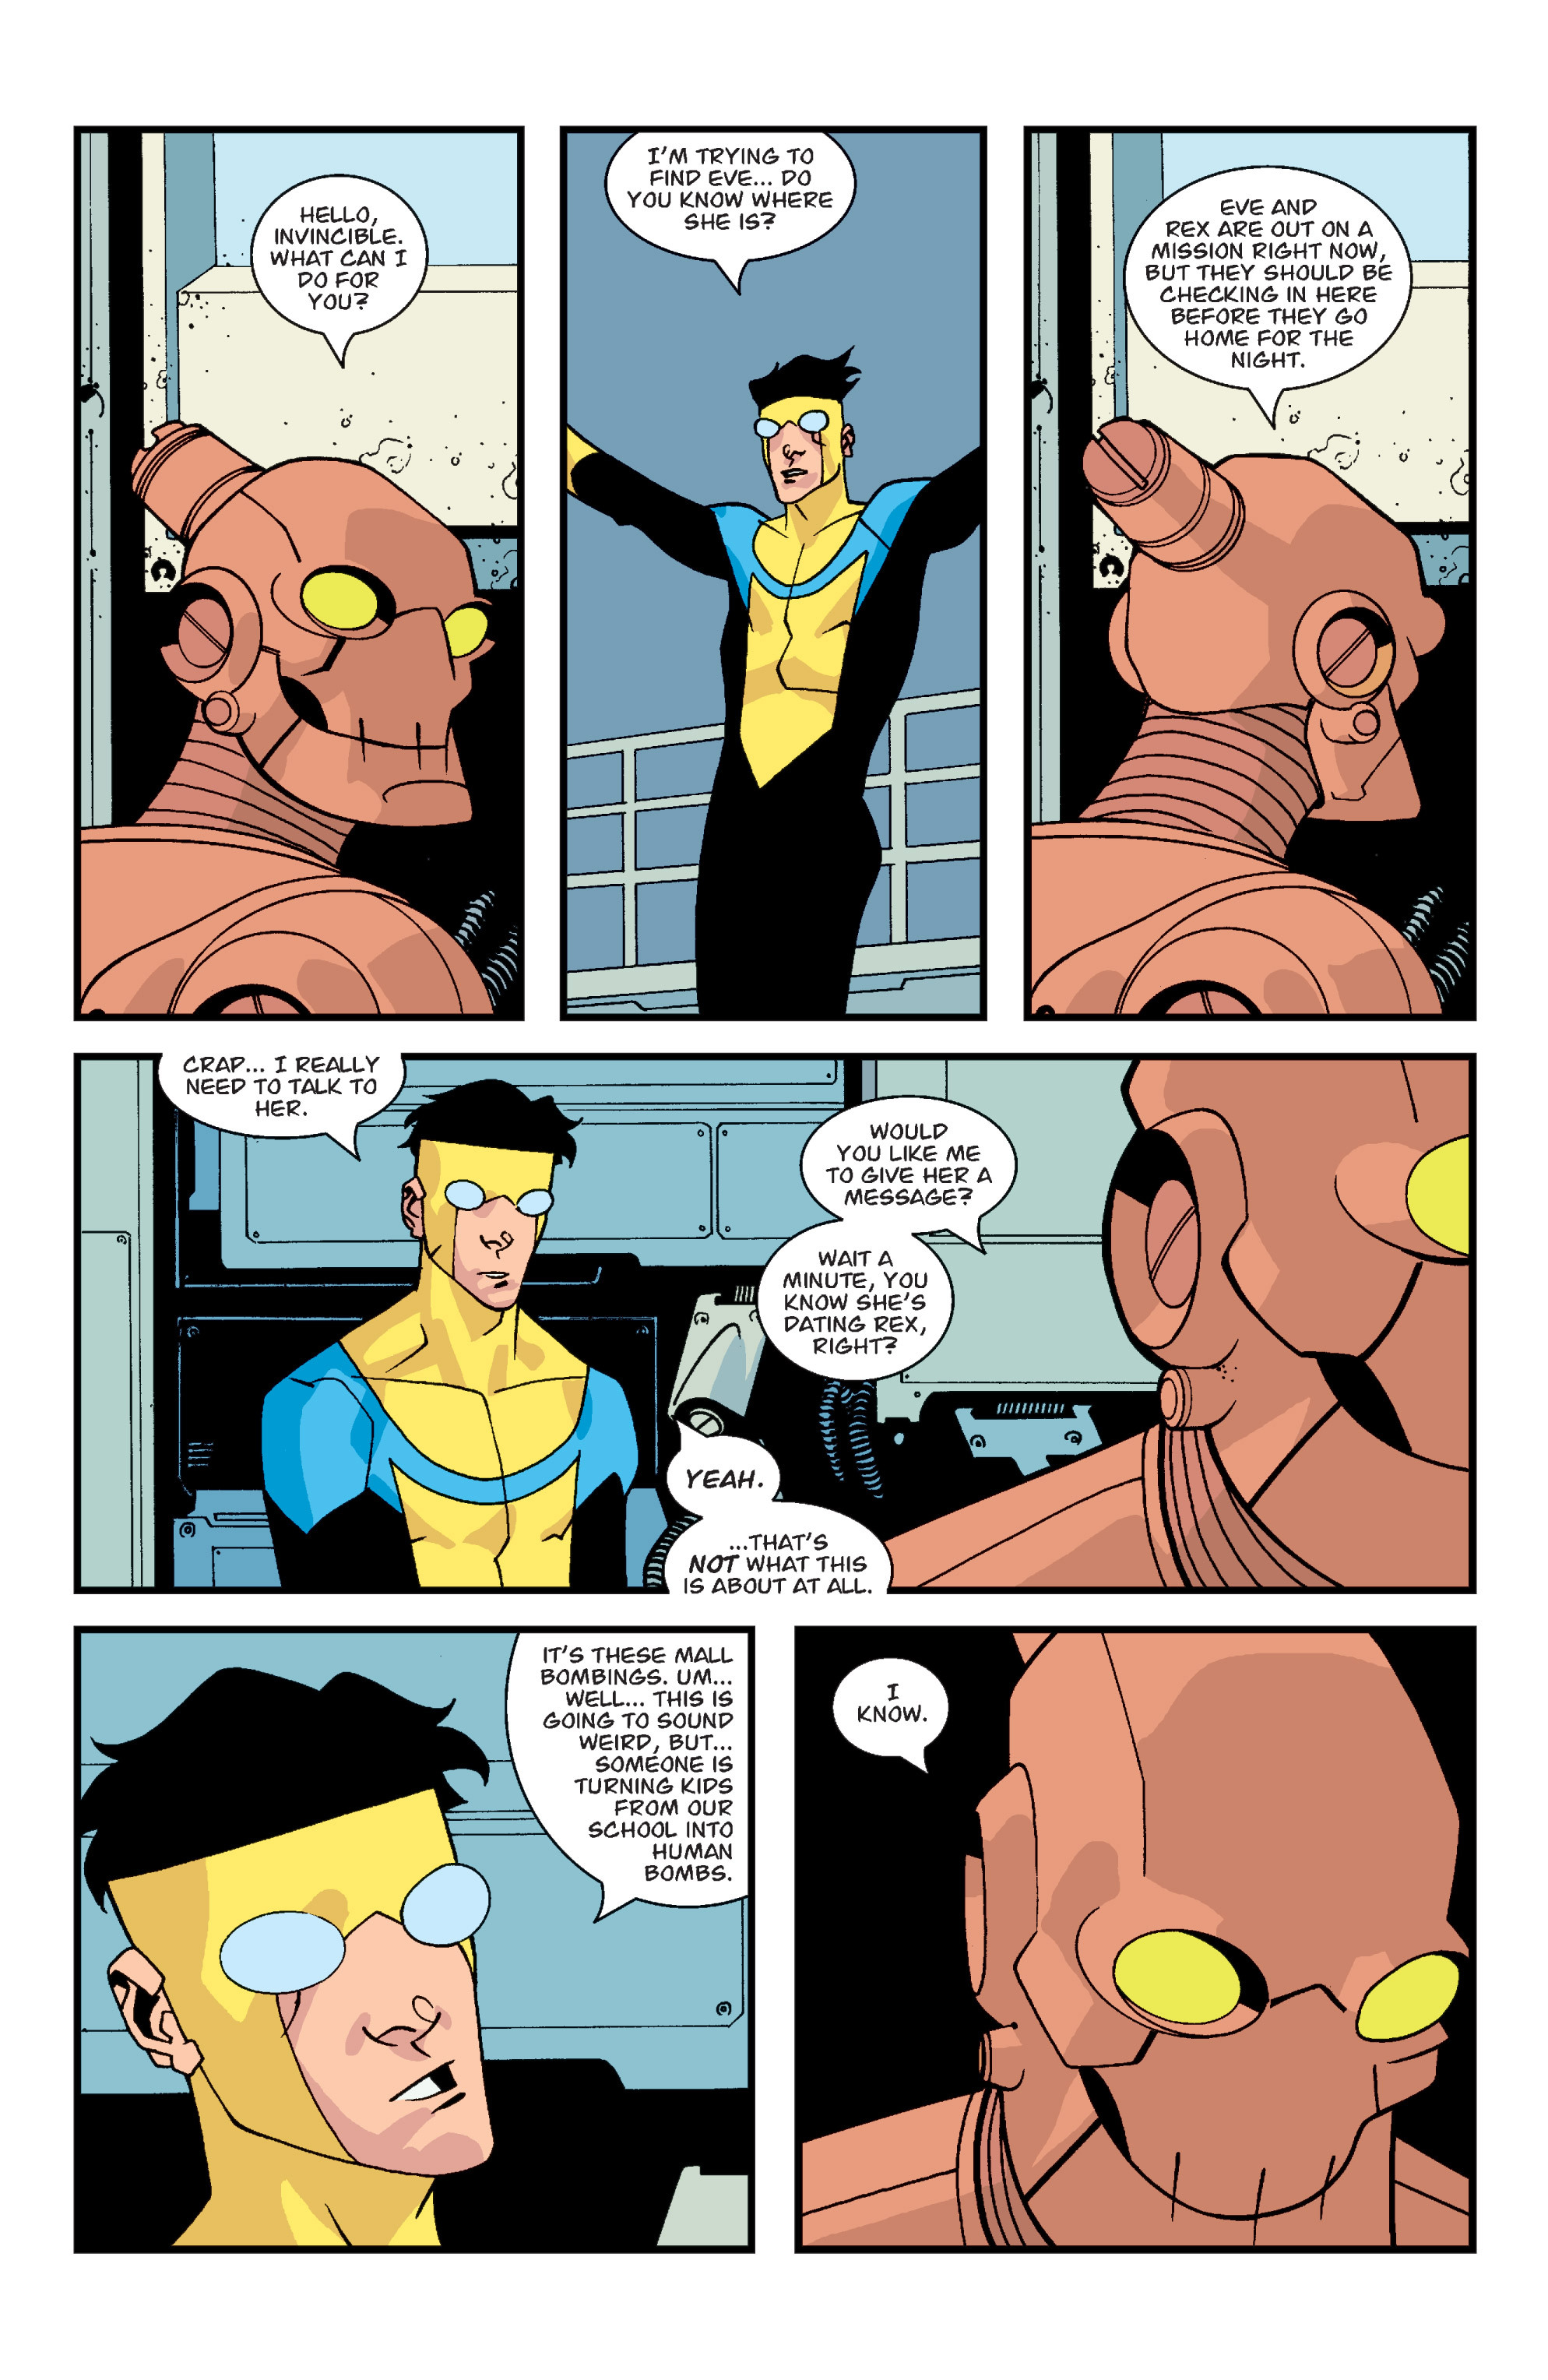 HELLO,
INVINCIBLE.
WHAT CAN I
DO FOR
YOU?
I'M TRYING TO
FIND EVE... DO
YOU KNOW WHERE
SHE IS?
EVE AND
REX ARE OUT ON A
MISSION RIGHT NOW,
BUT THEY SHOULD BE
CHECKING IN HERE
BEFORE THEY GO
HOME FOR THE
NIGHT.
CRAP... I REALLY
NEED TO TALK TO
HER.
WOULD
YOU LIKE ME
TO GIVE HER A
MESSAGE?
WAIT A
MINUTE, YOU
KNOW SHE'S
DATING REX,
RIGHT?
YEAH.
...THAT'S
NOT WHAT THIS
IS ABOUT AT ALL.
IT'S THESE MALL
BOMBINGS. UM...
WELL... THIS IS
GOING TO SOUND
WEIRD, BUT...
SOMEONE IS
TURNING KIDS
FROM OUR
SCHOOL INTO
HUMAN
BOMBS.
I
KNOW.